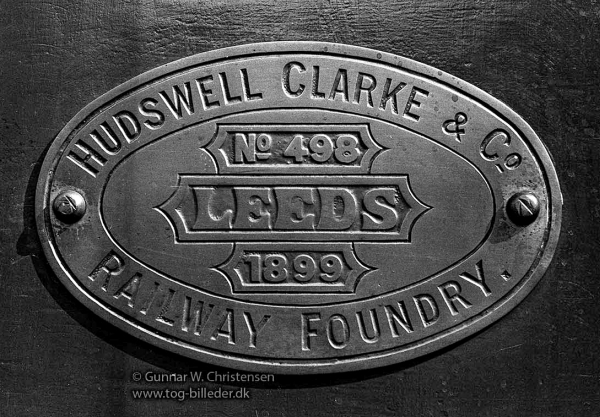 HUDSWELL CLARKE & Co
No 498
LEEDS
1899
RAILWAY FOUNDRY.
© Gunnar W. Christensen
www.tog-billeder.dk